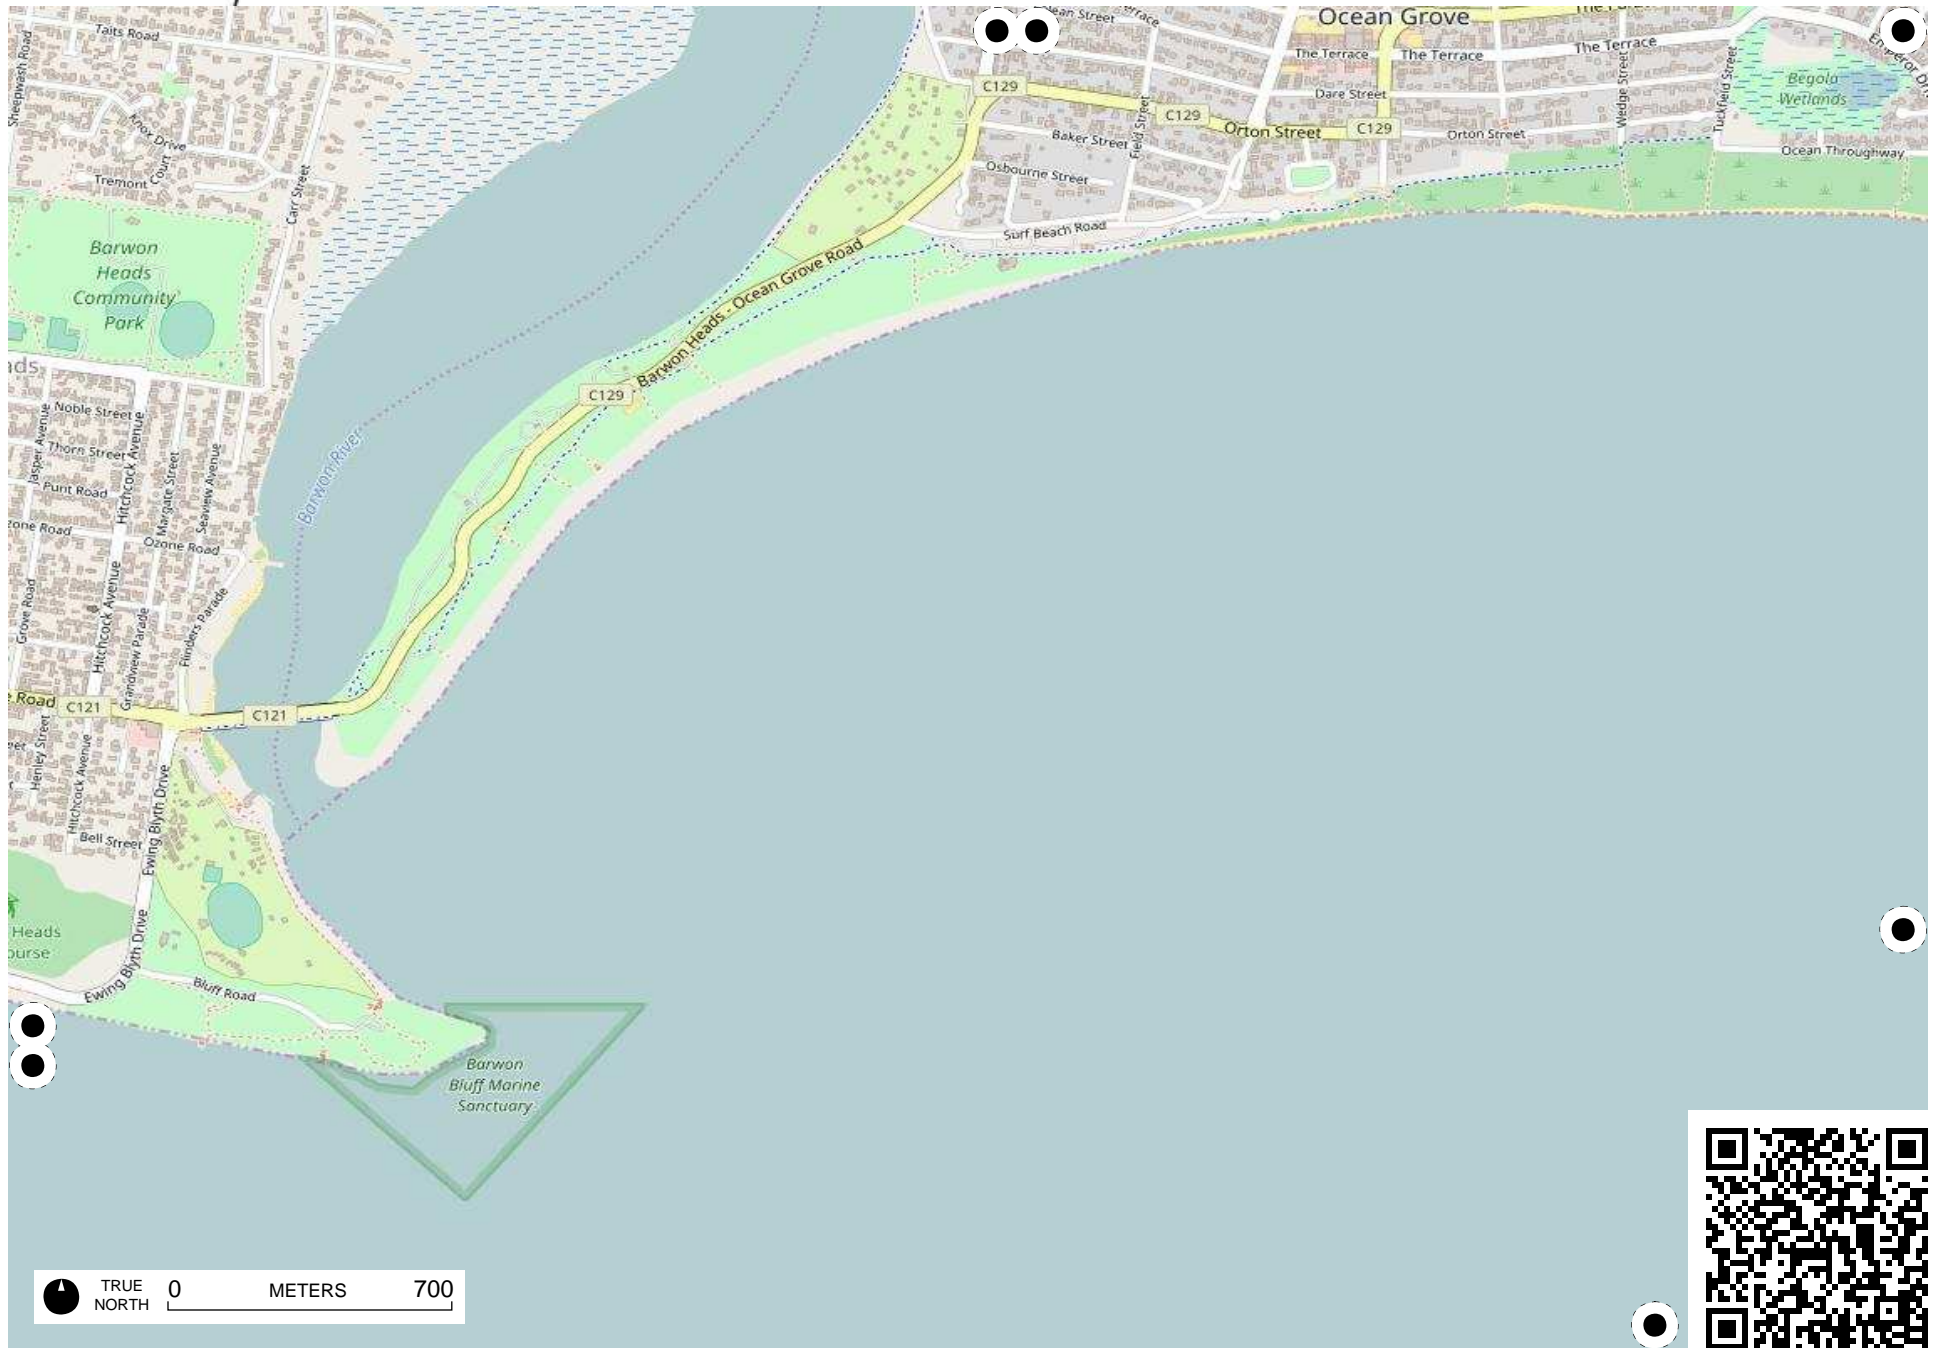 Taits Road
Sheepwash Road
Knox Drive
Tremont
Court
Carr Street
Barwon
Heads
Community
Park
Noble Street
Jasper Avenue
Thorn Street
Hitchcock Avenue
Punt Road
Margate Street
Seaview Avenue
Ozone Road
Grove Road
Hitchcock Avenue
Grandview Parade
Flinders Parade
Road
C121
C121
Henley Street
Hitchcock Avenue
Bell Street
Ewing Blyth Drive
Heads
Ewing Blyth Drive
Bluff Road
Barwon
Bluff Marine
Sanctuary
Barwon River
C129
Barwon Heads - Ocean Grove Road
C129
C129
Orton Street
C129
Ocean Grove
The Terrace
The Terrace
The Terrace
Dare Street
Baker Street
Field Street
Osbourne Street
Surf Beach Road
Orton Street
Wedge Street
Tuckfield Street
Begola
Wetlands
Ocean Throughway
TRUE
NORTH
0 METERS 700